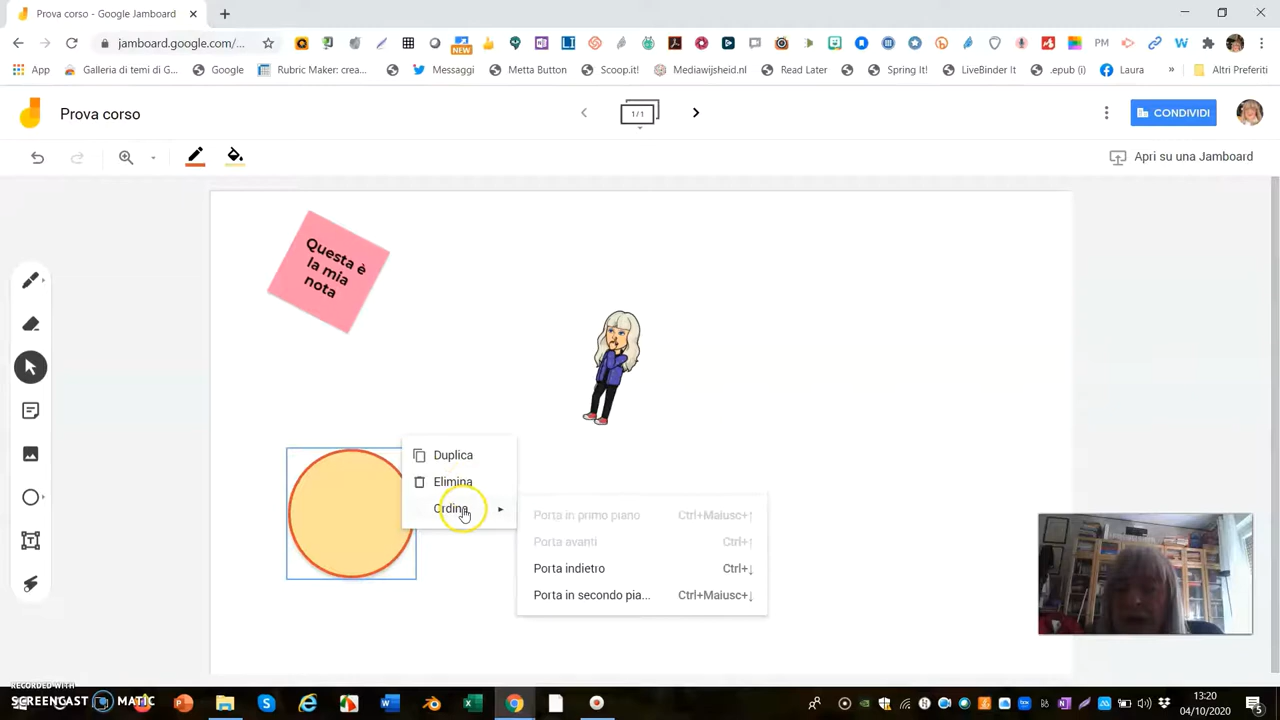 Prova corso - Google Jamboard
jamboard.google.com/...
NEW
PM
App
Galleria di temi di G...
Google
Rubric Maker: crea...
Messaggi
Metta Button
Scoop.it!
Mediawijsheid.nl
Read Later
Spring It!
LiveBinder It
.epub (i)
Laura
»
Altri Preferiti
Prova corso
1/1
CONDIVIDI
Apri su una Jamboard
Questa è
la mia
nota
Duplica
Elimina
Ordina
Porta in primo piano Ctrl+Maiusc+↑
Porta avanti Ctrl+↑
Porta indietro Ctrl+↓
Porta in secondo pia... Ctrl+Maiusc+↓
RECORDED WITH
SCREENCAST MATIC
13:20
04/10/2020